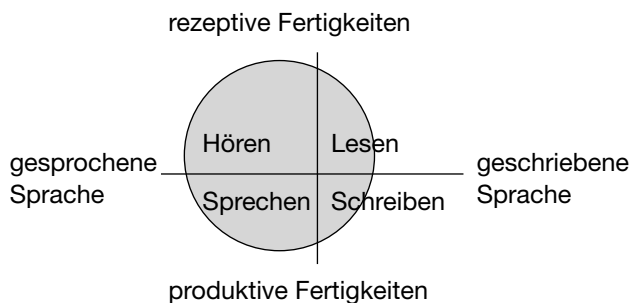 rezeptive Fertigkeiten
Hören
Lesen
gesprochene
Sprache
geschriebene
Sprache
Sprechen
Schreiben
produktive Fertigkeiten